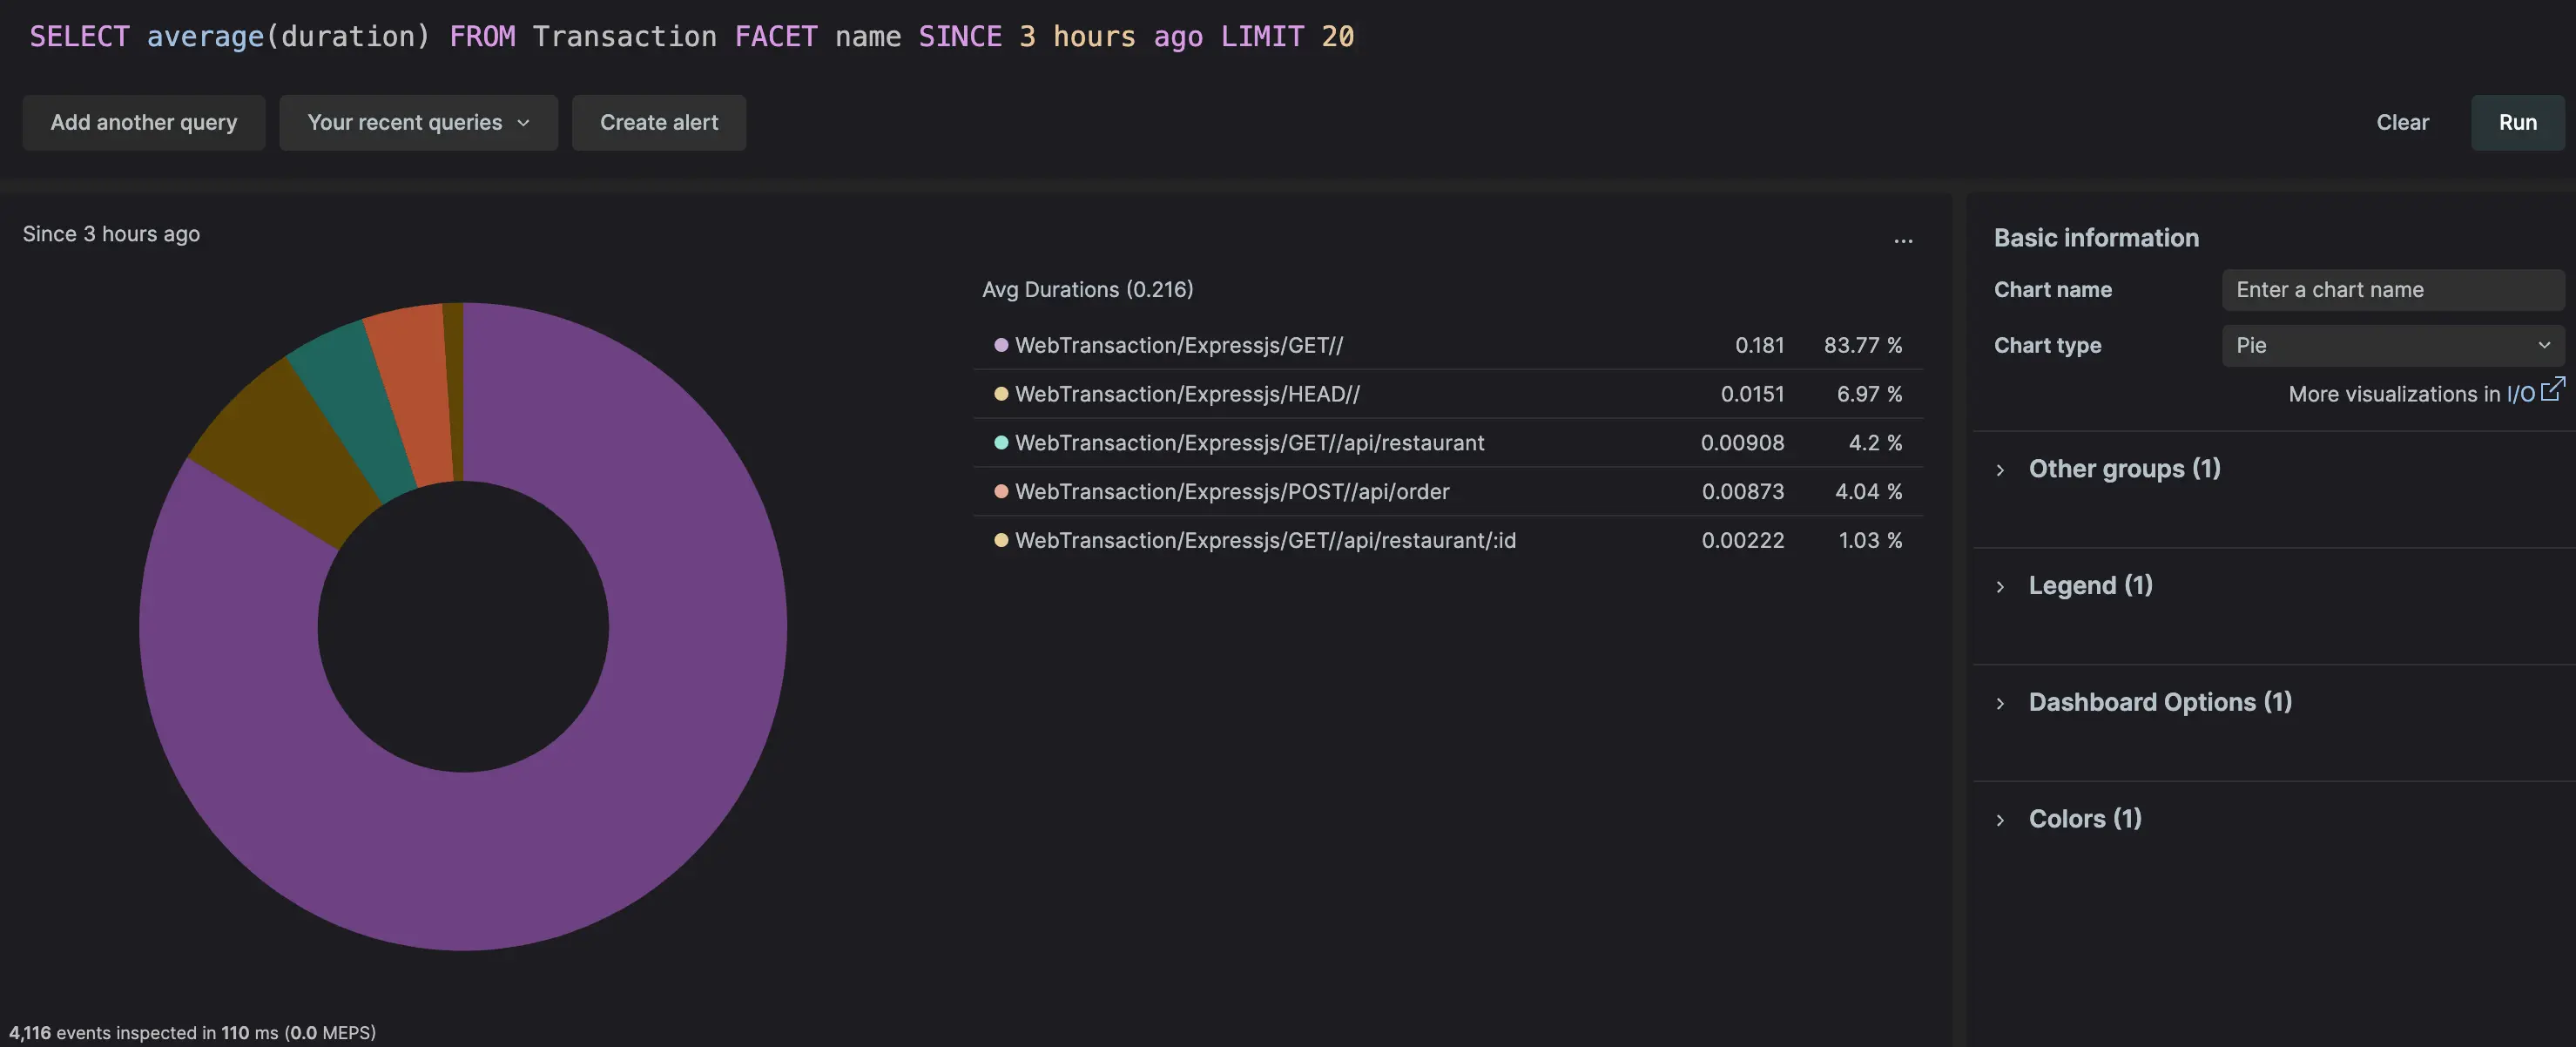 SELECT average(duration) FROM Transaction FACET name SINCE 3 hours ago LIMIT 20
Add another query
Your recent queries
Create alert
Clear
Run
Since 3 hours ago
...
Avg Durations (0.216)
WebTransaction/Expressjs/GET// 0.181 83.77 %
WebTransaction/Expressjs/HEAD// 0.0151 6.97 %
WebTransaction/Expressjs/GET//api/restaurant 0.00908 4.2 %
WebTransaction/Expressjs/POST//api/order 0.00873 4.04 %
WebTransaction/Expressjs/GET//api/restaurant/:id 0.00222 1.03 %
4,116 events inspected in 110 ms (0.0 MEPS)
Basic information
Chart name Enter a chart name
Chart type Pie
More visualizations in I/O
Other groups (1)
Legend (1)
Dashboard Options (1)
Colors (1)